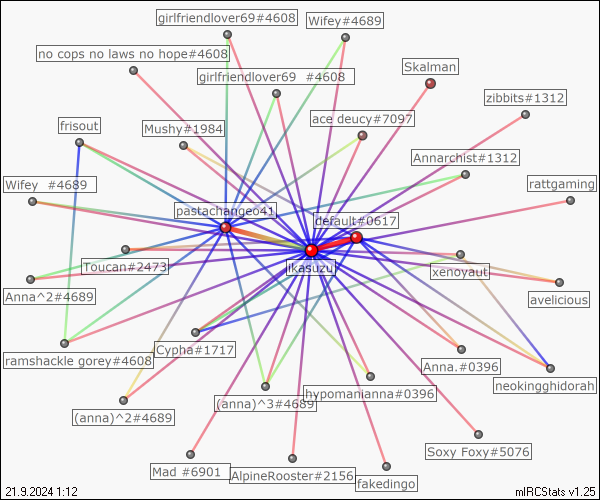 girlfriendlover69#4608
Wifey#4689
no cops no laws no hope#4608
Skalman
girlfriendlover69 #4608
zibbits#1312
ace deucy#7097
frisout
Mushy#1984
Annarchist#1312
Wifey #4689
rattgaming
pastachangeo41
default#0617
Toucan#2473
ikasuzu
xenoyaut
Anna^2#4689
avelicious
Cypha#1717
ramshackle gorey#4608
Anna.#0396
neokingghidorah
hypomanianna#0396
(anna)^3#4689
(anna)^2#4689
Soxy Foxy#5076
Mad #6901
AlpineRooster#2156
fakedingo
21.9.2024 1:12
mIRCStats v1.25